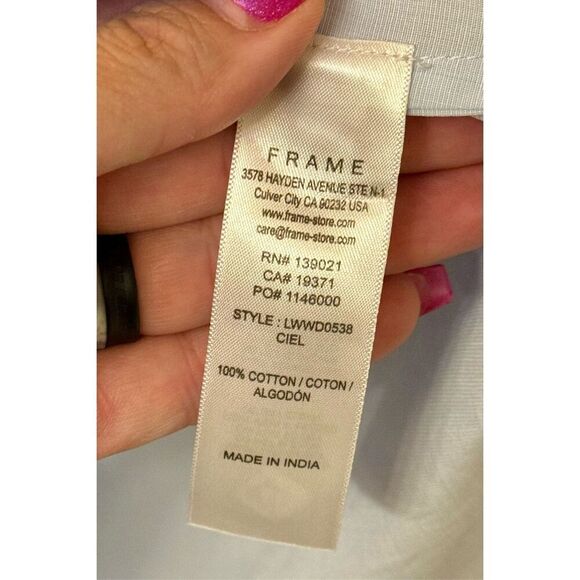 FRAME
3578 HAYDEN AVENUE STE N-1
Culver City CA 90232 USA
www.frame-store.com
care@frame-store.com
RN# 139021
CA# 19371
PO# 1146000
STYLE : LWWD0538
CIEL
100% COTTON / COTON /
ALGODÓN
MADE IN INDIA